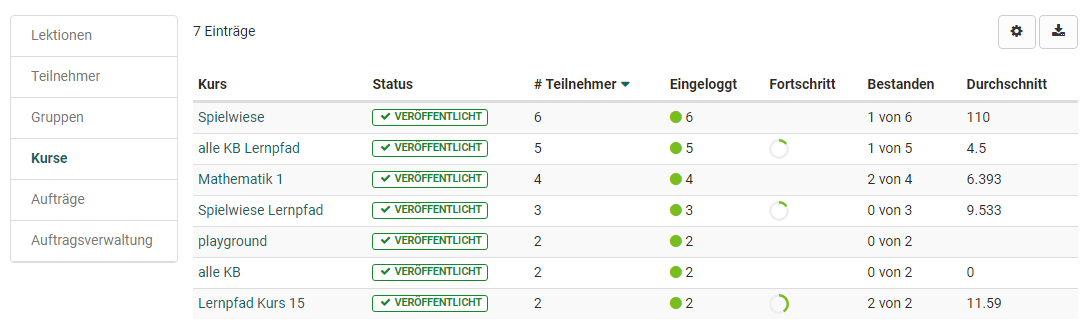 Lektionen
Teilnehmer
Gruppen
Kurse
Aufträge
Auftragsverwaltung
7 Einträge
Kurs Status # Teilnehmer Eingeloggt Fortschritt Bestanden Durchschnitt
Spielwiese VERÖFFENTLICHT 6 6 1 von 6 110
alle KB Lernpfad VERÖFFENTLICHT 5 5 1 von 5 4.5
Mathematik 1 VERÖFFENTLICHT 4 4 2 von 4 6.393
Spielwiese Lernpfad VERÖFFENTLICHT 3 3 0 von 3 9.533
playground VERÖFFENTLICHT 2 2 0 von 2
alle KB VERÖFFENTLICHT 2 2 0 von 2 0
Lernpfad Kurs 15 VERÖFFENTLICHT 2 2 2 von 2 11.59